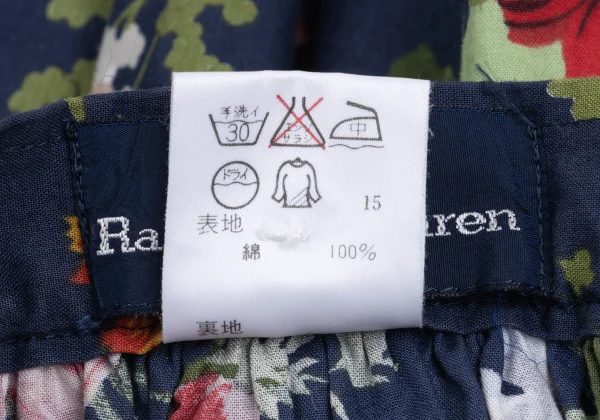 手洗イ
30
エンソ
サラシ
中
ドライ
15
表地
綿 100%
Ra uren
裏地